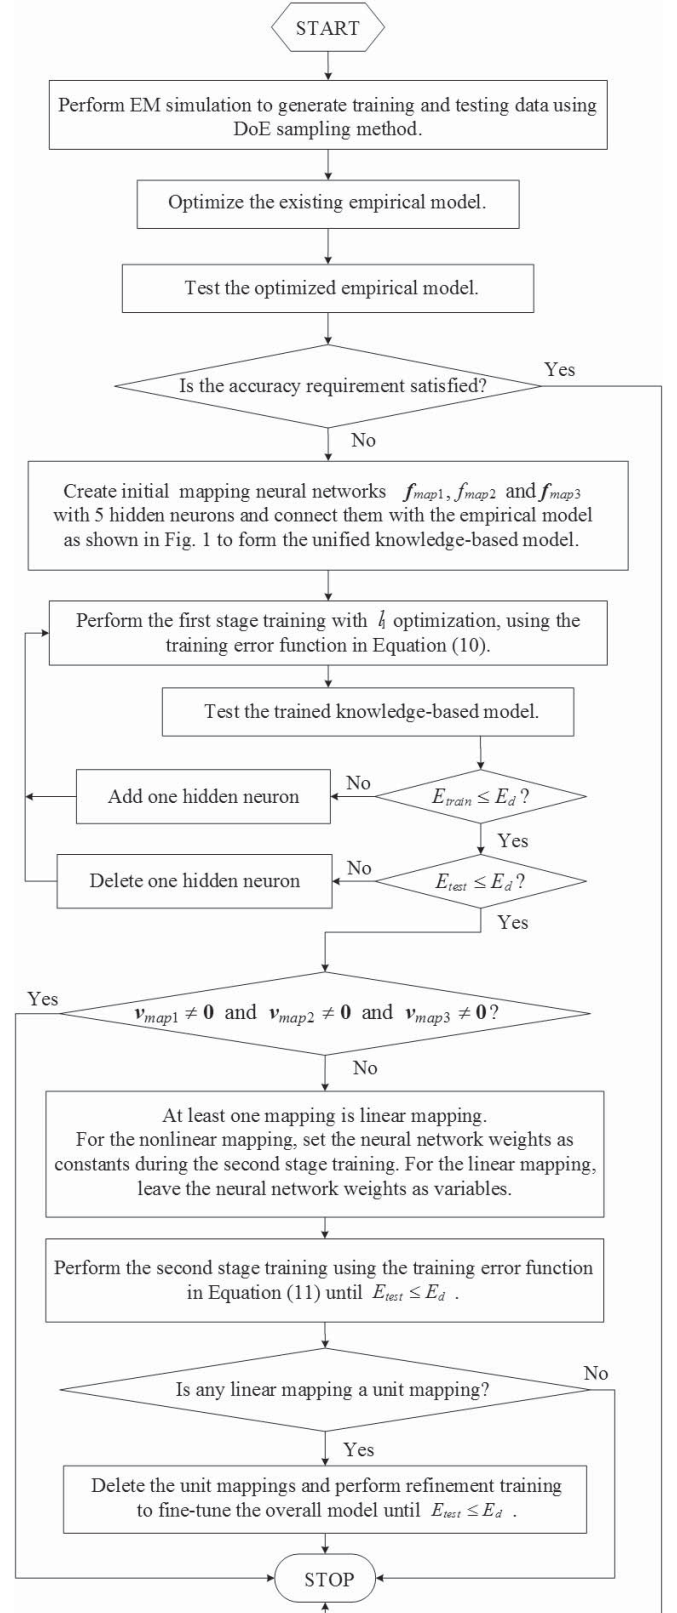 START
Perform EM simulation to generate training and testing data using
DoE sampling method.
Optimize the existing empirical model.
Test the optimized empirical model.
Is the accuracy requirement satisfied?
Yes
No
Create initial mapping neural networks f_map1, f_map2 and f_map3
with 5 hidden neurons and connect them with the empirical model
as shown in Fig. 1 to form the unified knowledge-based model.
Perform the first stage training with l_1 optimization, using the
training error function in Equation (10).
Test the trained knowledge-based model.
Add one hidden neuron
No
E_train ≤ E_d ?
Yes
Delete one hidden neuron
No
E_test ≤ E_d ?
Yes
Yes
v_map1 ≠ 0 and v_map2 ≠ 0 and v_map3 ≠ 0?
No
At least one mapping is linear mapping.
For the nonlinear mapping, set the neural network weights as
constants during the second stage training. For the linear mapping,
leave the neural network weights as variables.
Perform the second stage training using the training error function
in Equation (11) until E_test ≤ E_d .
Is any linear mapping a unit mapping?
No
Yes
Delete the unit mappings and perform refinement training
to fine-tune the overall model until E_test ≤ E_d .
STOP